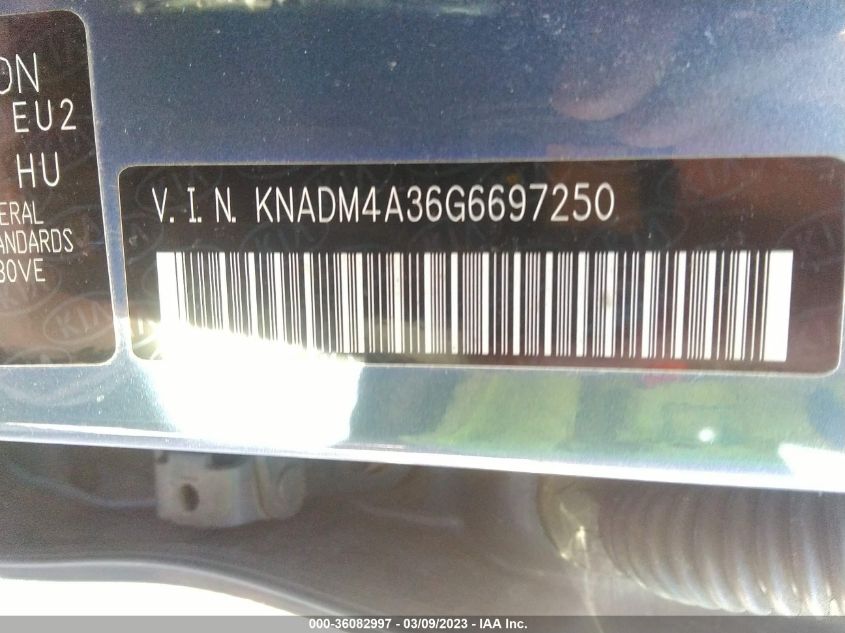 ON
EU2
HU
ERAL
ANDARDS
30VE
V. I. N. KNADM4A36G6697250
000-36082997 - 03/09/2023 - IAA Inc.